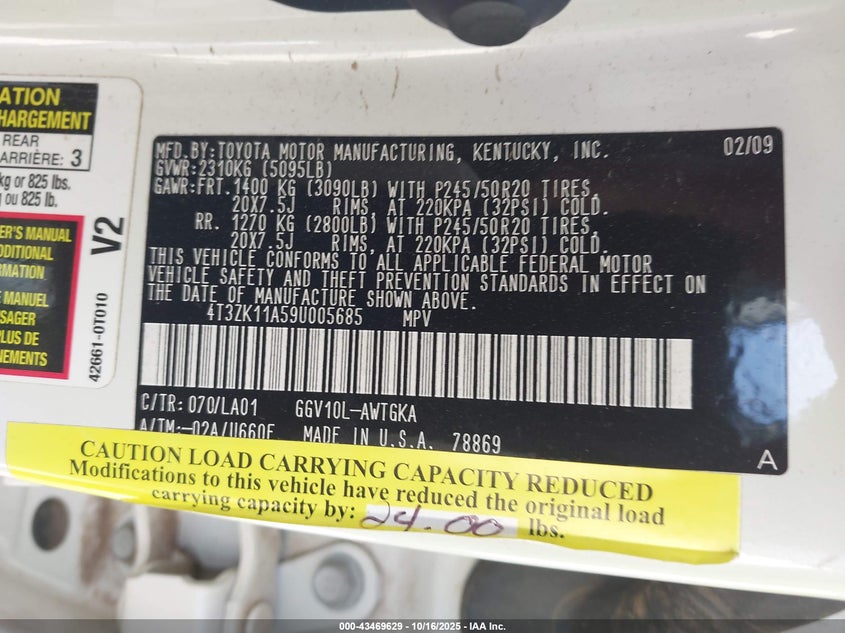 ATION
HARGEMENT
REAR
ARRIÈRE: 3
kg or 825 lbs.
ou 825 lb.
ER'S MANUAL
DDITIONAL
RMATION
E MANUEL
SAGER
PLUS DE
NEMENTS
V2
42661-0T010
MFD.BY:TOYOTA MOTOR MANUFACTURING, KENTUCKY, INC. 02/09
GVWR:2310KG (5095LB)
GAWR:FRT.1400 KG (3090LB) WITH P245/50R20 TIRES,
20X7.5J RIMS, AT 220KPA (32PSI) COLD.
RR. 1270 KG (2800LB) WITH P245/50R20 TIRES,
20X7.5J RIMS, AT 220KPA (32PSI) COLD.
THIS VEHICLE CONFORMS TO ALL APPLICABLE FEDERAL MOTOR
VEHICLE SAFETY AND THEFT PREVENTION STANDARDS IN EFFECT ON
THE DATE OF MANUFACTURE SHOWN ABOVE.
4T3ZK11A59U005685 MPV
C/TR: 070/LA01 GGV10L-AWTGKA
A/TM:-02A/U660F MADE IN U.S.A. 78869
A
CAUTION LOAD CARRYING CAPACITY REDUCED
Modifications to this vehicle have reduced the original load
carrying capacity by: 24.00 lbs.
000-43469629 - 10/16/2025 - IAA Inc.